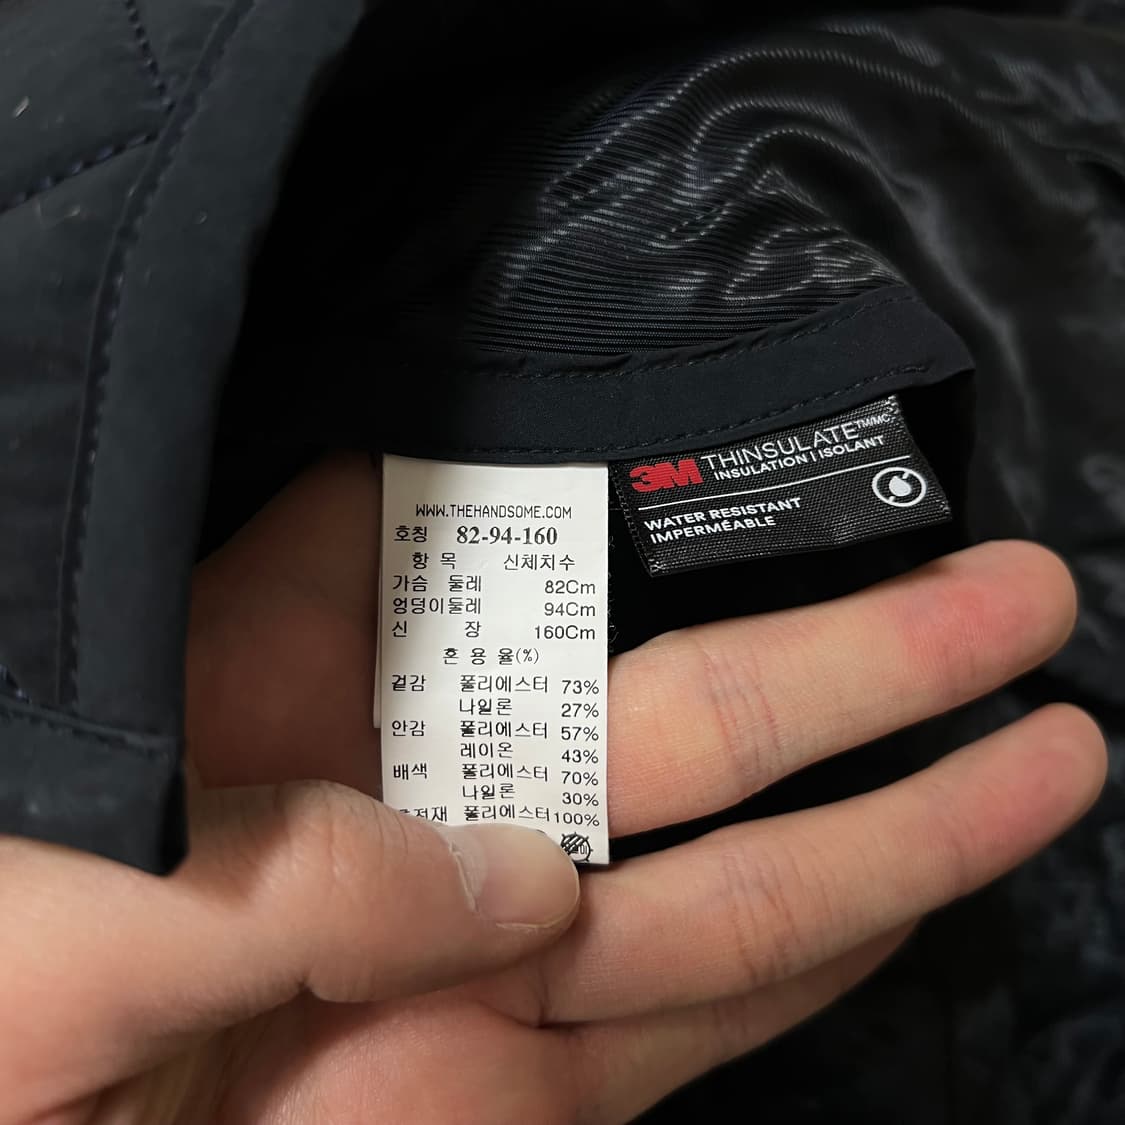 WWW.THEHANDSOME.COM
호칭 82-94-160
항 목 신체치수
가슴 둘레 82Cm
엉덩이둘레 94Cm
신 장 160Cm
혼 용 율(%)
겉감 폴리에스터 73%
나일론 27%
안감 폴리에스터 57%
레이온 43%
배색 폴리에스터 70%
나일론 30%
폴리에스터 100%
3M THINSULATE TM/MC
INSULATION | ISOLANT
WATER RESISTANT
IMPERMÉABLE